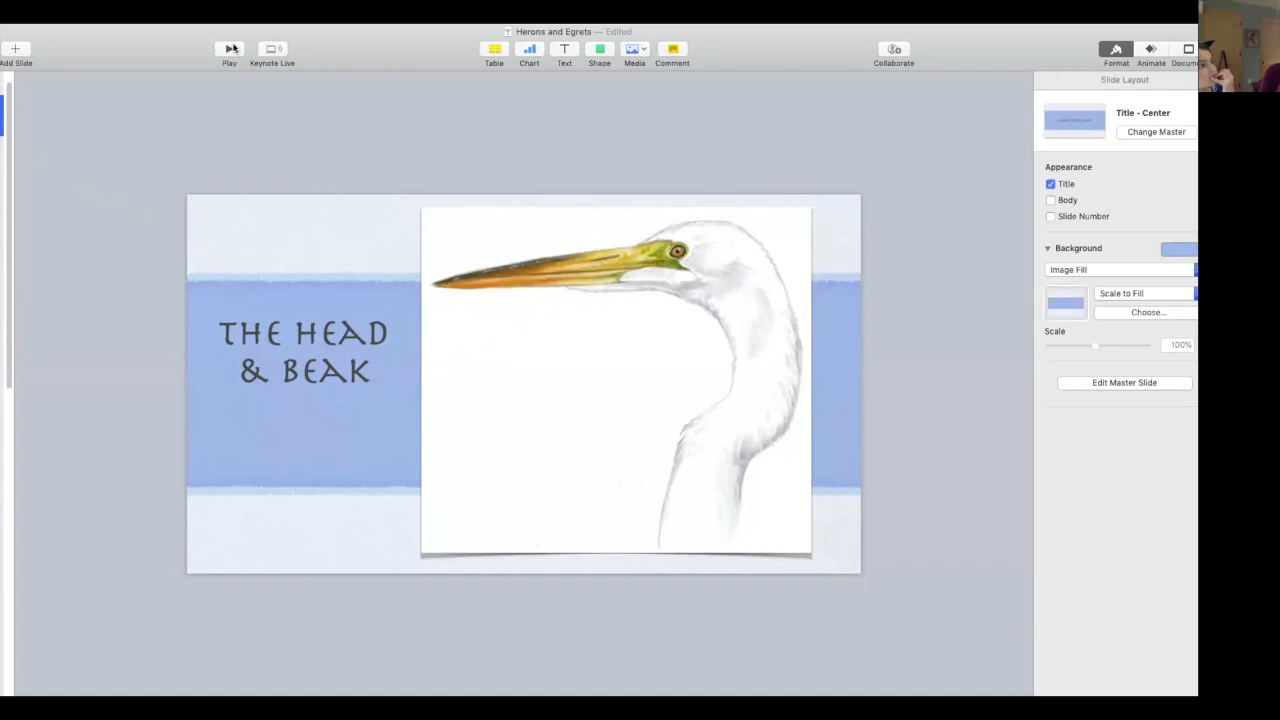 Herons and Egrets — Edited
Add Slide
Play
Keynote Live
Table
Chart
Text
Shape
Media
Comment
Collaborate
Format
Animate
Slide Layout
Title - Center
Change Master
Appearance
Title
Body
Slide Number
Background
Image Fill
Scale to Fill
Choose...
Scale
100%
Edit Master Slide
THE HEAD
& BEAK